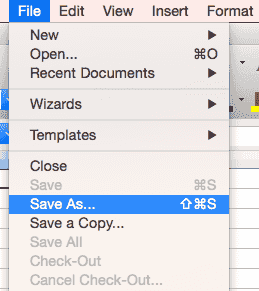 File Edit View Insert Format
New ▶
Open... ⌘O
Recent Documents ▶
Wizards ▶
Templates ▶
Close
Save ⌘S
Save As... ⇧⌘S
Save a Copy...
Save All
Check-Out
Cancel Check-Out...